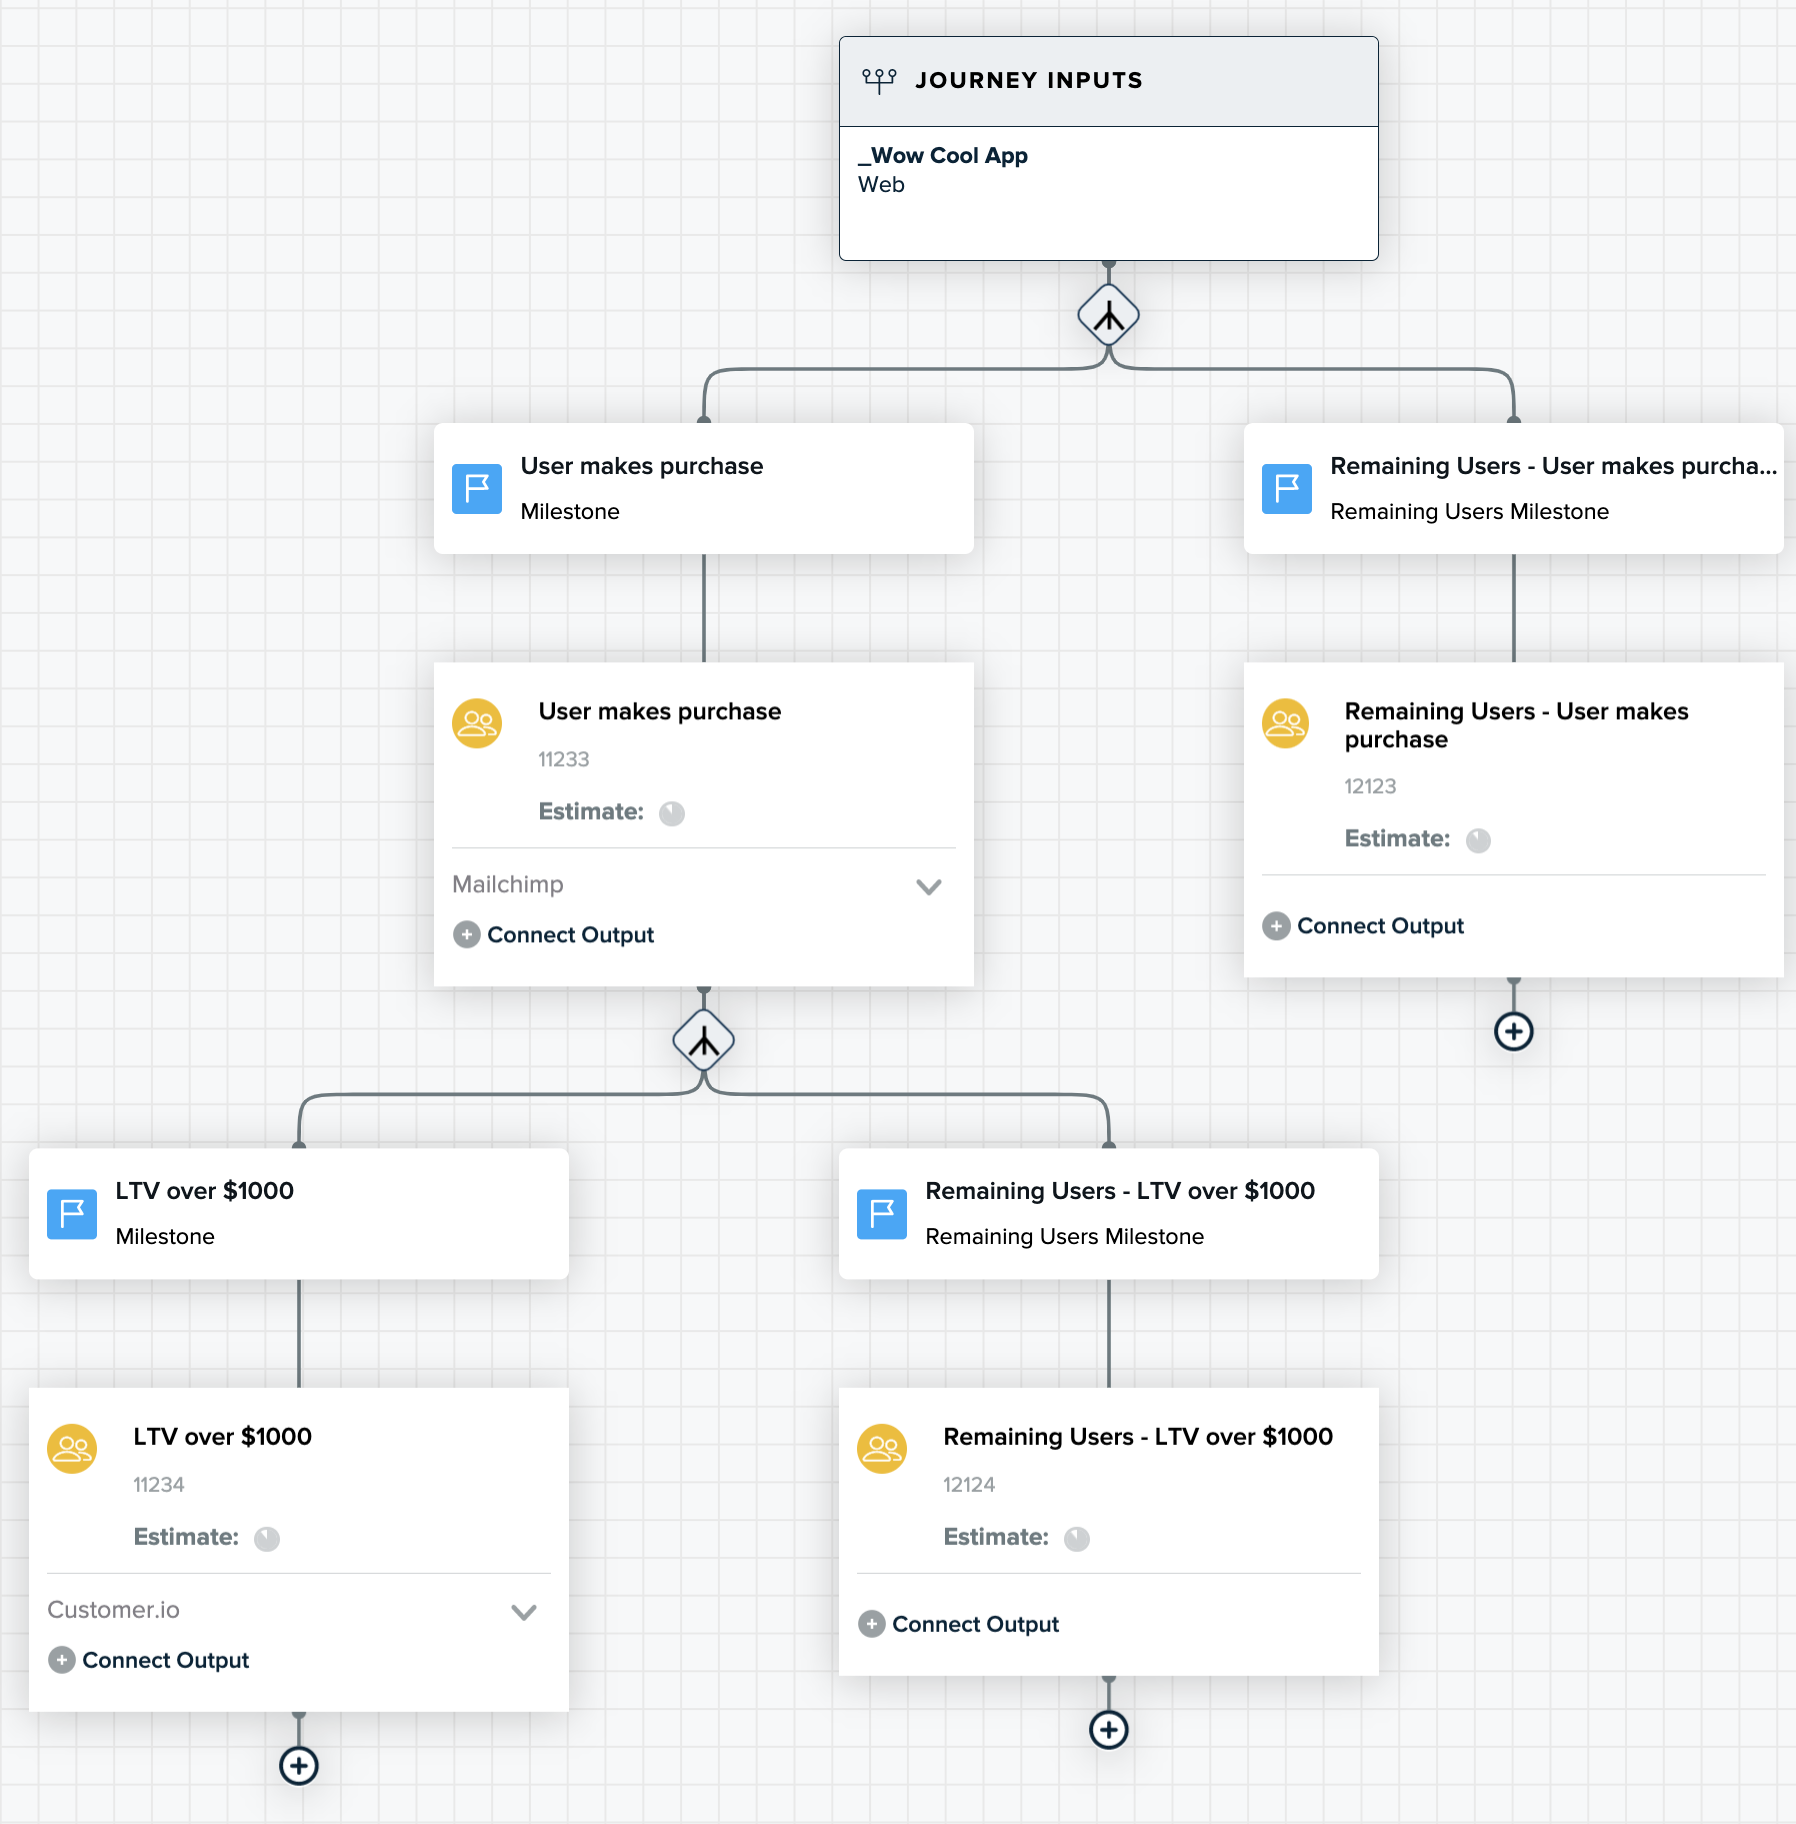 JOURNEY INPUTS
_Wow Cool App
Web
User makes purchase
Milestone
Remaining Users - User makes purcha...
Remaining Users Milestone
User makes purchase
11233
Estimate:
Mailchimp
Connect Output
Remaining Users - User makes
purchase
12123
Estimate:
Connect Output
LTV over $1000
Milestone
Remaining Users - LTV over $1000
Remaining Users Milestone
LTV over $1000
11234
Estimate:
Customer.io
Connect Output
Remaining Users - LTV over $1000
12124
Estimate:
Connect Output